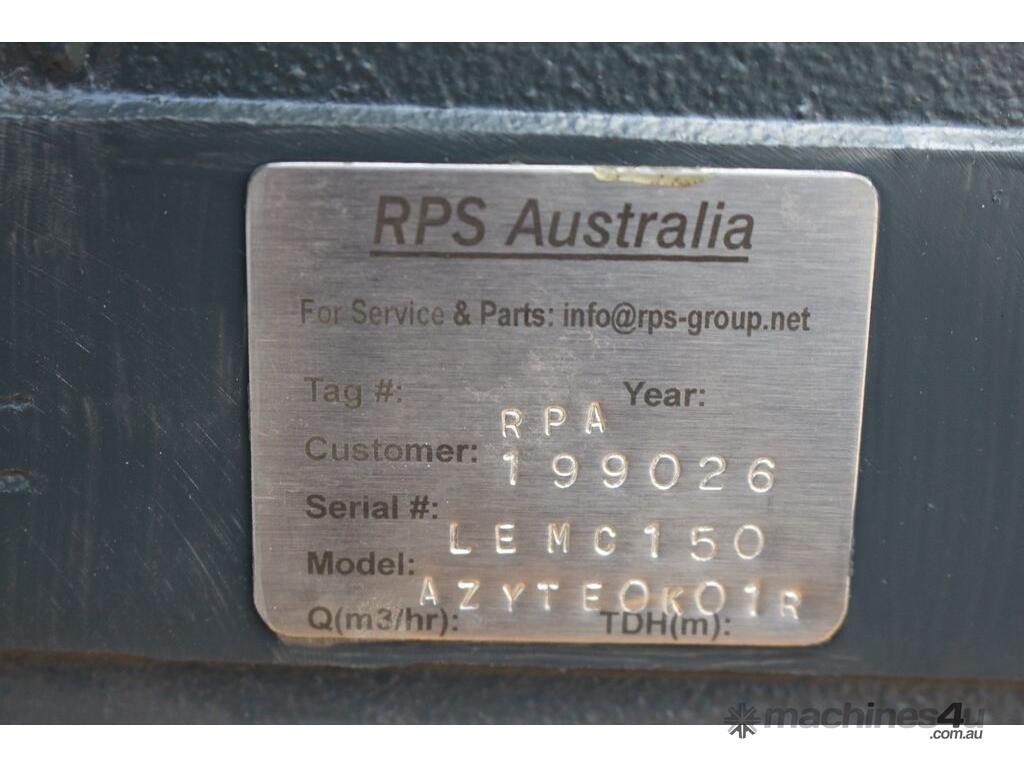 RPS Australia
For Service & Parts: info@rps-group.net
Tag #: Year:
RPA
Customer:
199026
Serial #:
LEMC150
Model:
AZYTE0K01R
Q(m3/hr): TDH(m):
machines4u
.com.au